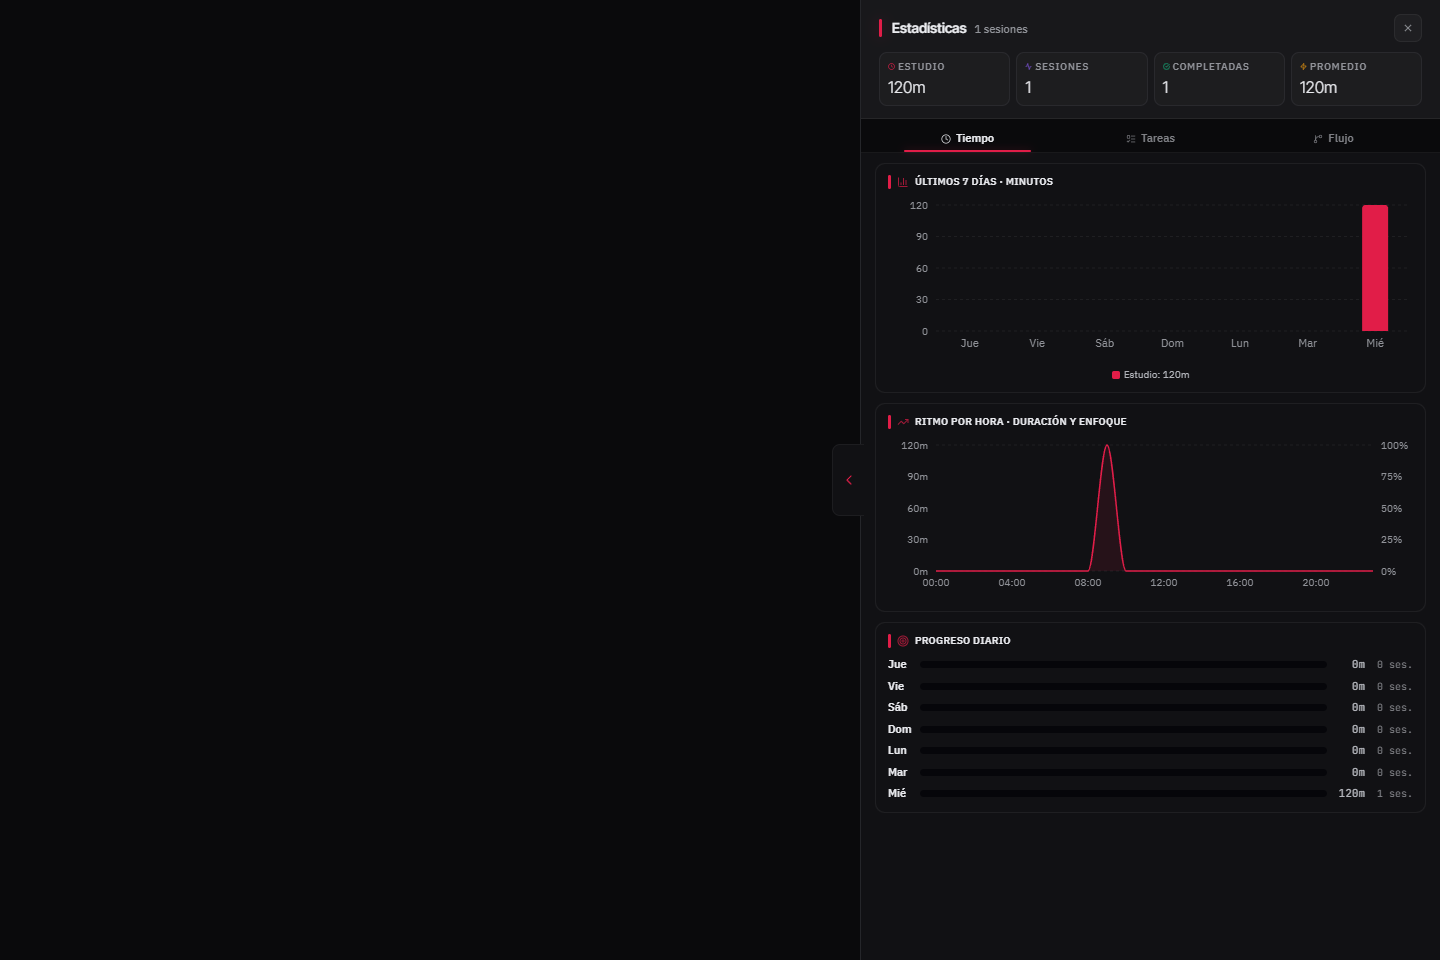 Estadísticas 1 sesiones
ESTUDIO
120m
SESIONES
1
COMPLETADAS
1
PROMEDIO
120m
Tiempo Tareas Flujo
ÚLTIMOS 7 DÍAS · MINUTOS
120
90
60
30
0
Jue Vie Sáb Dom Lun Mar Mié
Estudio: 120m
RITMO POR HORA · DURACIÓN Y ENFOQUE
120m 100%
90m 75%
60m 50%
30m 25%
0m 0%
00:00 04:00 08:00 12:00 16:00 20:00
PROGRESO DIARIO
Jue 0m 0 ses.
Vie 0m 0 ses.
Sáb 0m 0 ses.
Dom 0m 0 ses.
Lun 0m 0 ses.
Mar 0m 0 ses.
Mié 120m 1 ses.